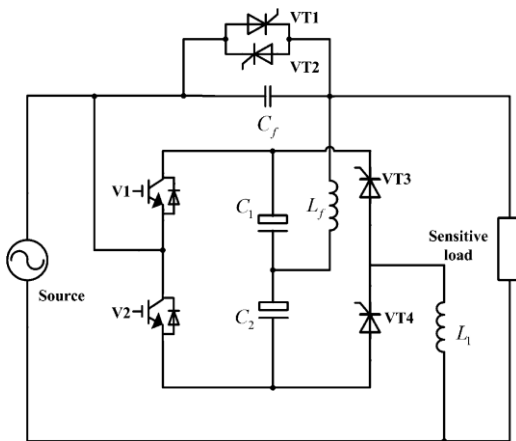 VT1
VT2
C_f
V1
C_1
L_f
VT3
Sensitive
load
Source
V2
C_2
VT4
L_1